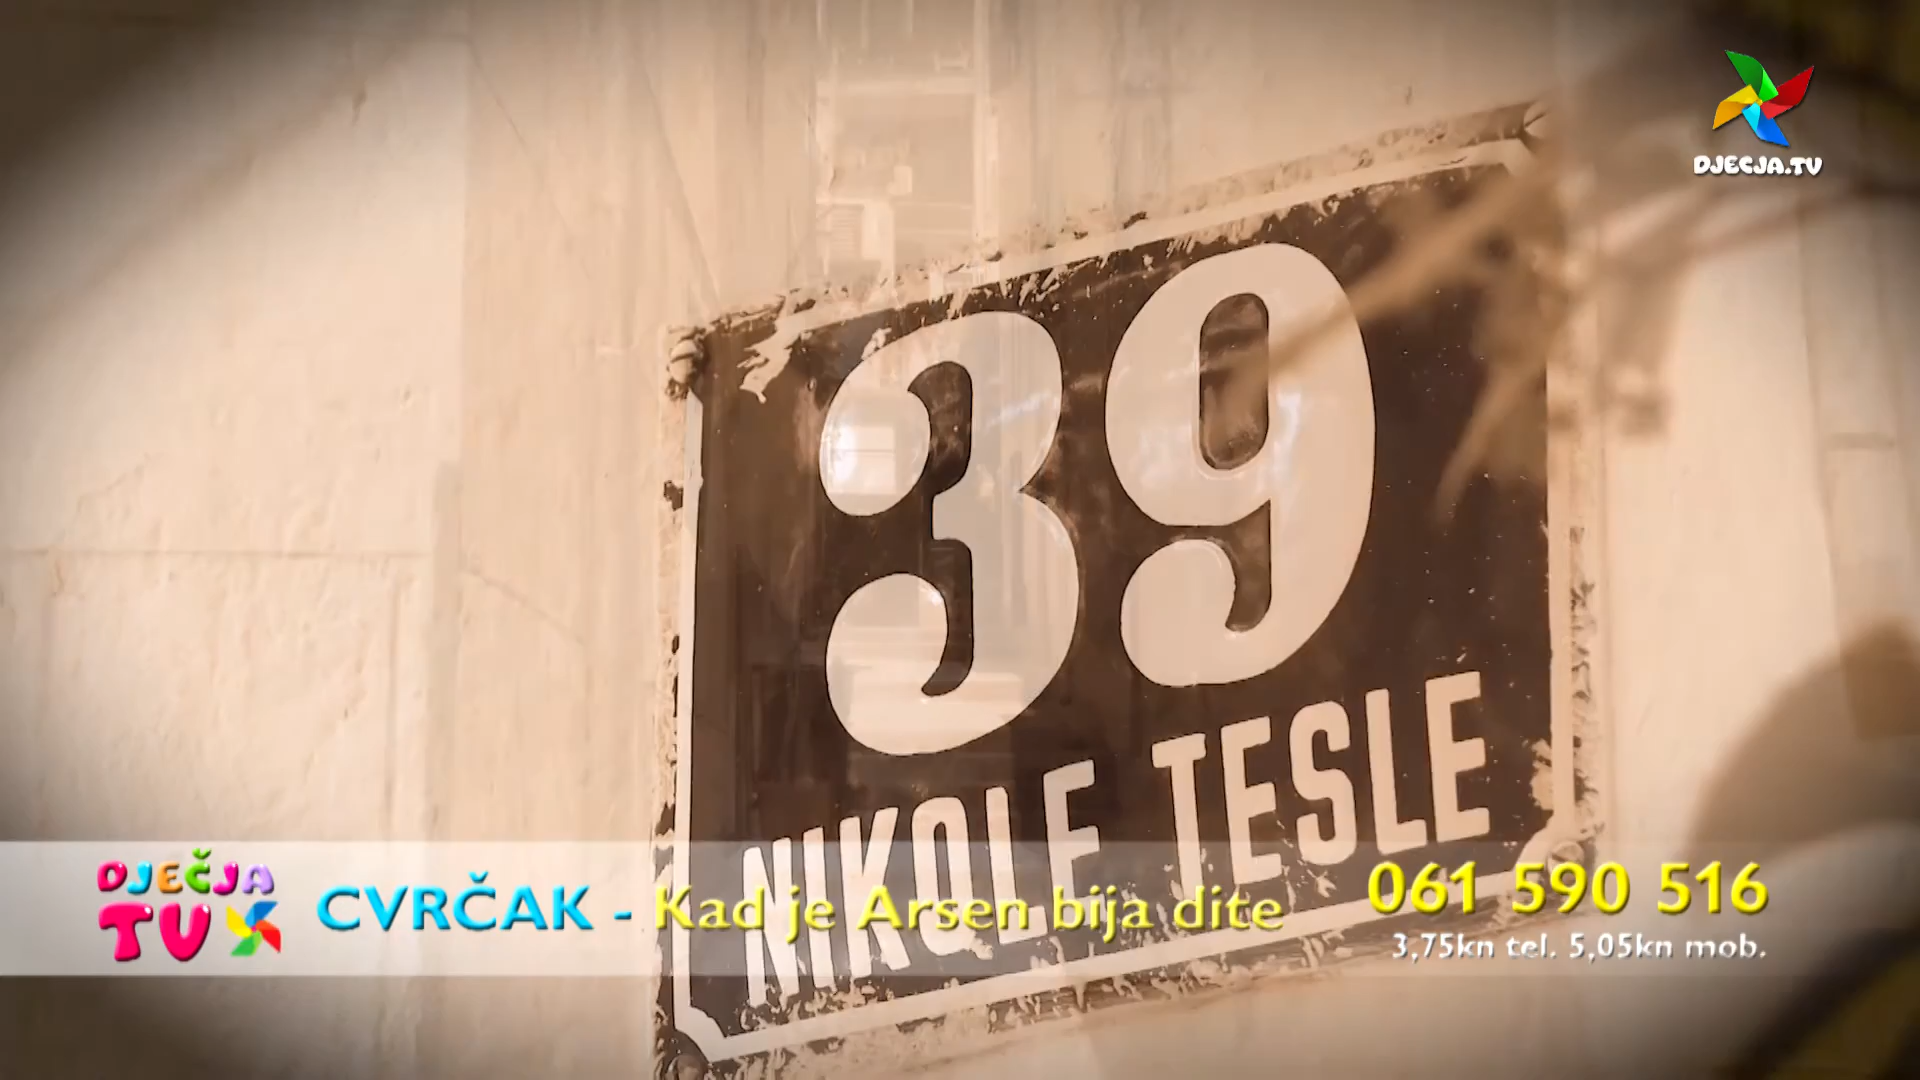 DJECJA.TV
39
NIKOLE TESLE
DJEČJA
TV
CVRČAK - Kad je Arsen bija dite
061 590 516
3,75kn tel. 5,05kn mob.